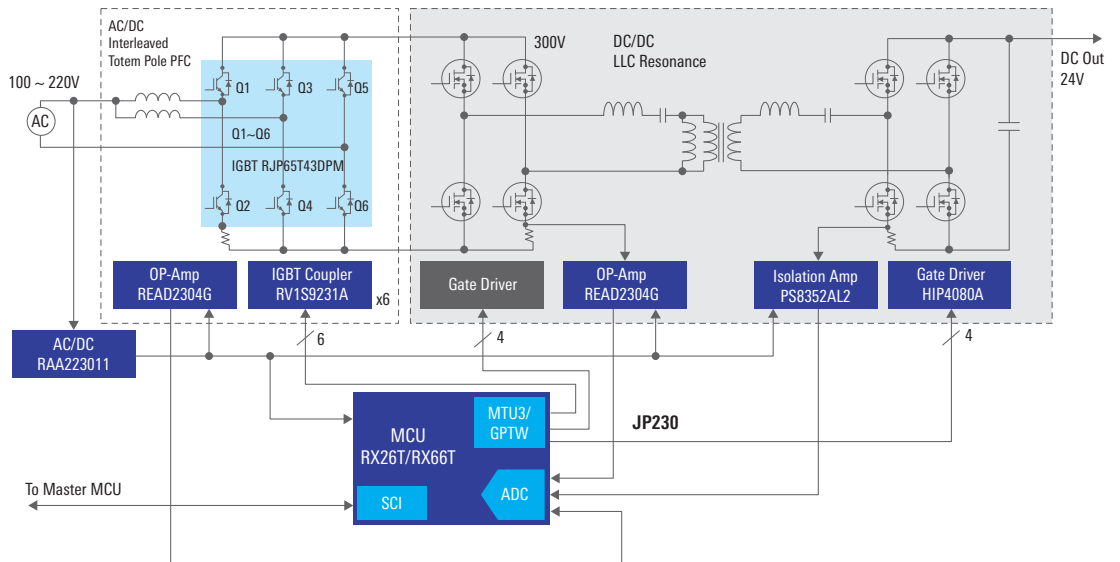 AC/DC
Interleaved
Totem Pole PFC
300V
DC/DC
LLC Resonance
DC Out
24V
100 ~ 220V
AC
Q1
Q3
Q5
Q1~Q6
IGBT RJP65T43DPM
Q2
Q4
Q6
OP-Amp
READ2304G
IGBT Coupler
RV1S9231A
x6
Gate Driver
OP-Amp
READ2304G
Isolation Amp
PS8352AL2
Gate Driver
HIP4080A
AC/DC
RAA223011
6
4
4
MCU
RX26T/RX66T
MTU3/
GPTW
JP230
ADC
SCI
To Master MCU